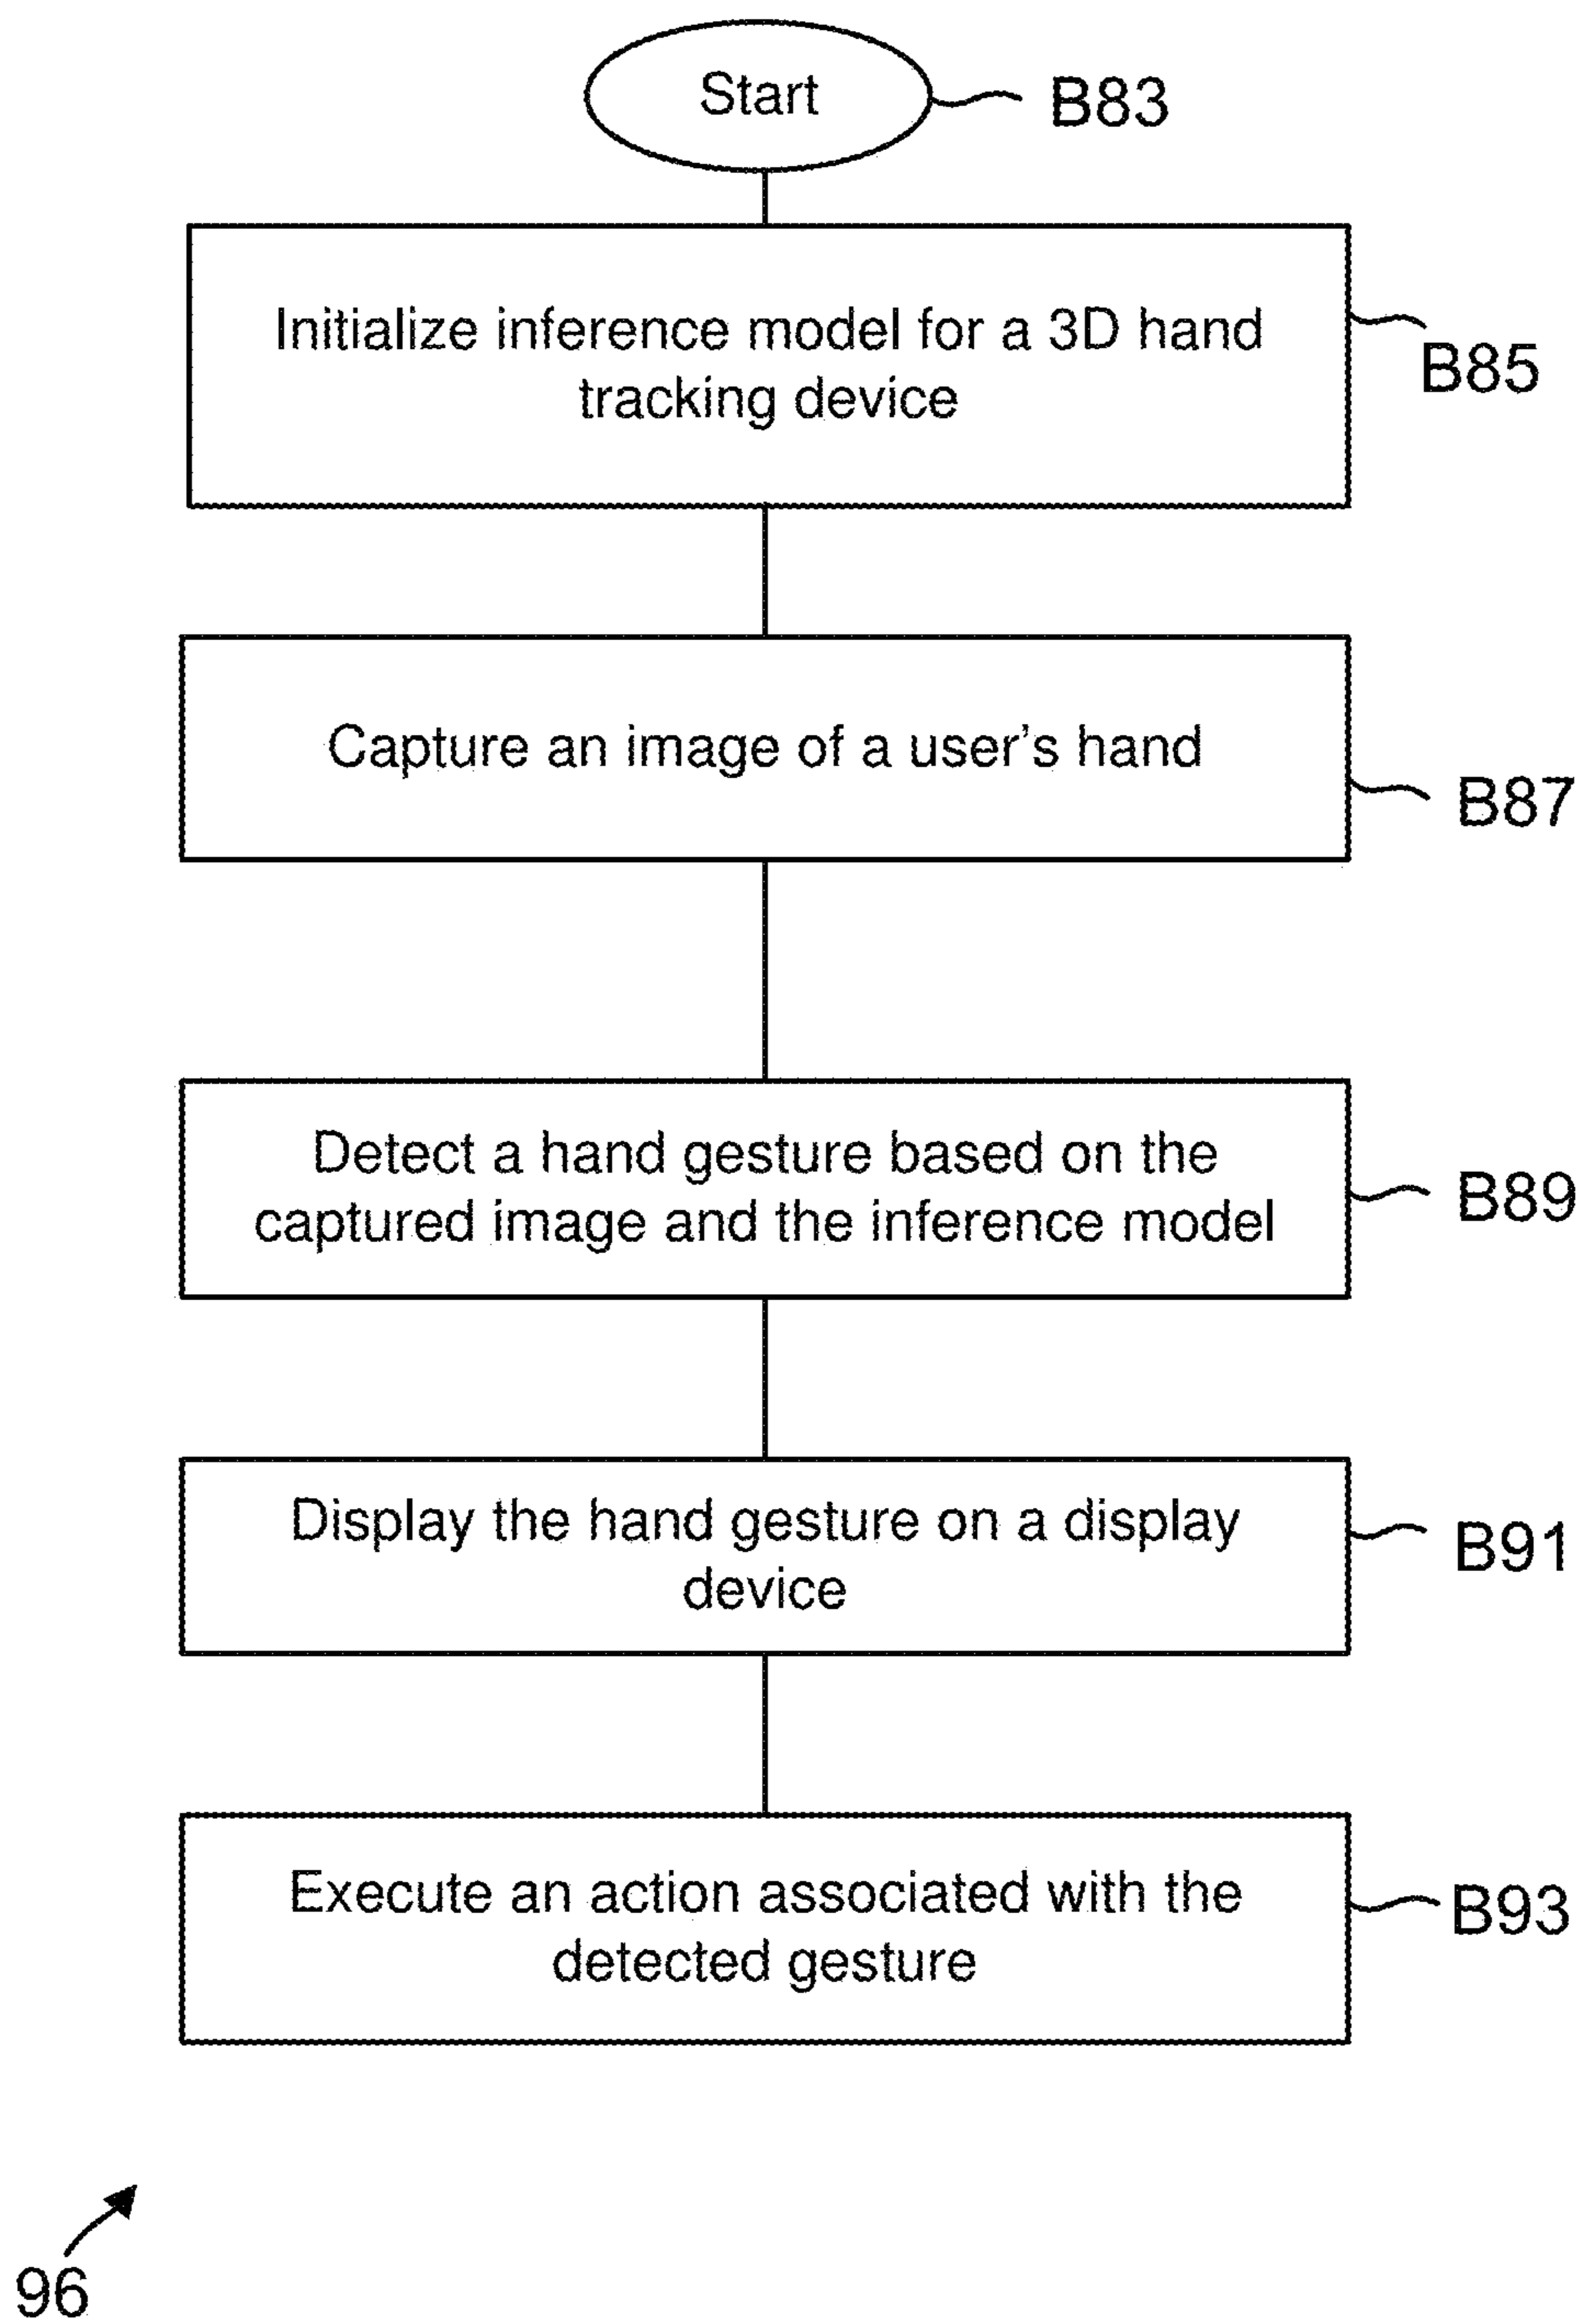 Start
B83
Initialize inference model for a 3D hand
tracking device
B85
Capture an image of a user's hand
B87
Detect a hand gesture based on the
captured image and the inference model
B89
Display the hand gesture on a display
device
B91
Execute an action associated with the
detected gesture
B93
96